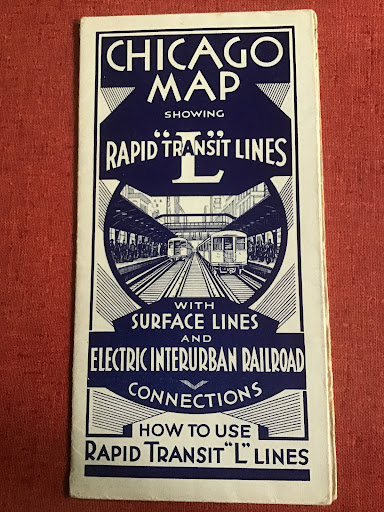 CHICAGO
MAP
SHOWING
RAPID TRANSIT LINES
"L"
WITH
SURFACE LINES
AND
ELECTRIC INTERURBAN RAILROAD
CONNECTIONS
HOW TO USE
RAPID TRANSIT "L" LINES